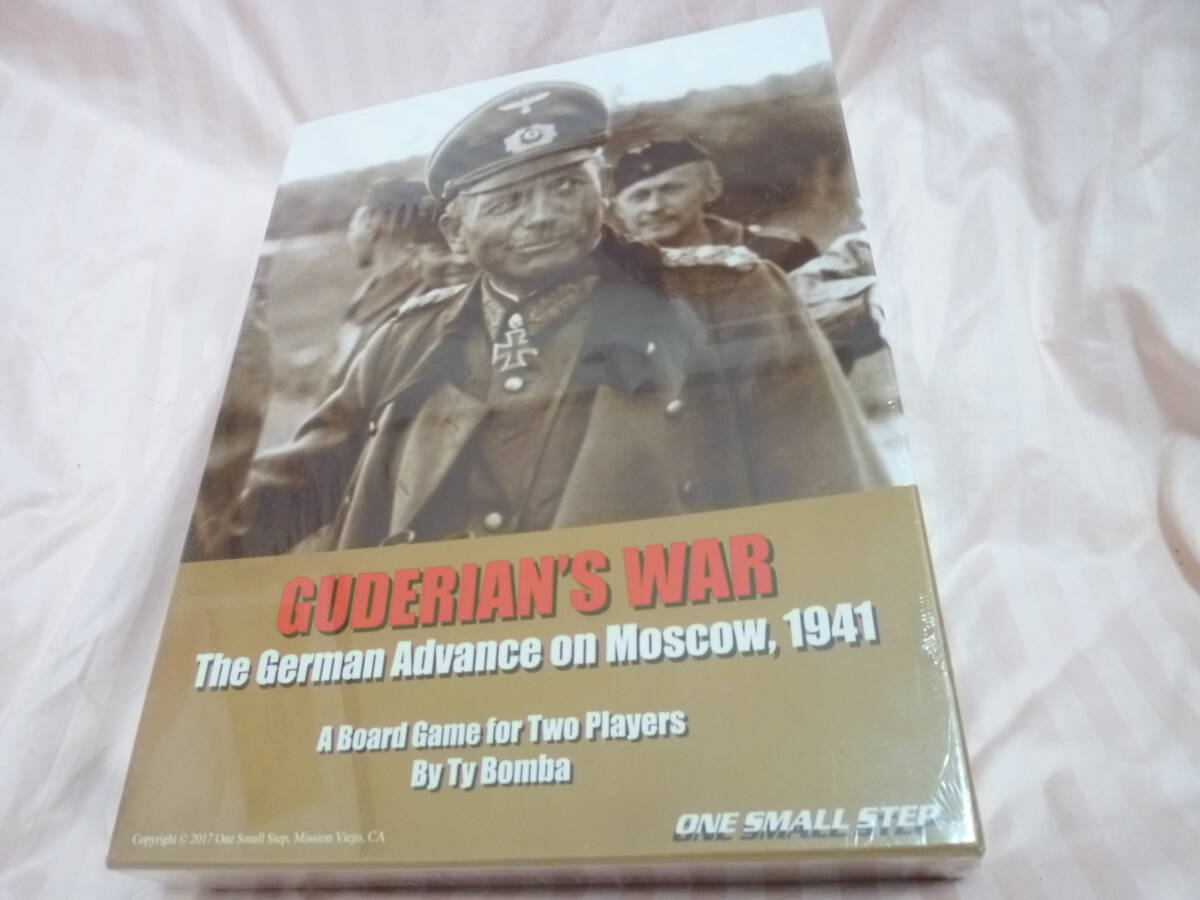 GUDERIAN'S WAR
The German Advance on Moscow, 1941
A Board Game for Two Players
By Ty Bomba
Copyright © 2017 One Small Step, Mission Viejo, CA
ONE SMALL STEP